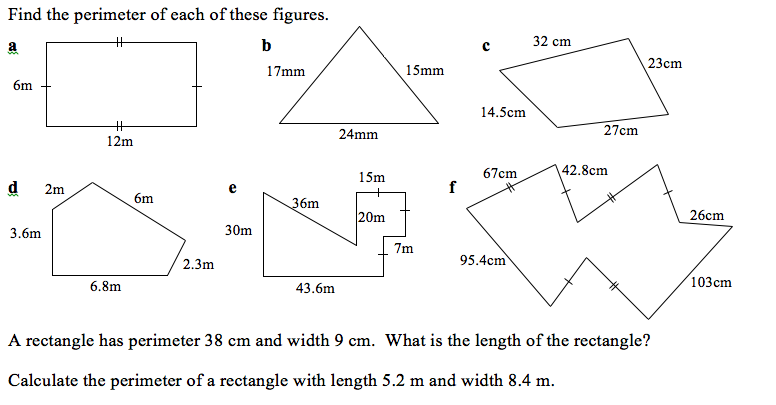 Find the perimeter of each of these figures.
a
b
c
32 cm
23cm
17mm
15mm
6m
14.5cm
27cm
24mm
12m
d
2m
6m
e
15m
36m
20m
f
67cm
42.8cm
26cm
3.6m
30m
7m
2.3m
95.4cm
6.8m
43.6m
103cm
A rectangle has perimeter 38 cm and width 9 cm. What is the length of the rectangle?
Calculate the perimeter of a rectangle with length 5.2 m and width 8.4 m.